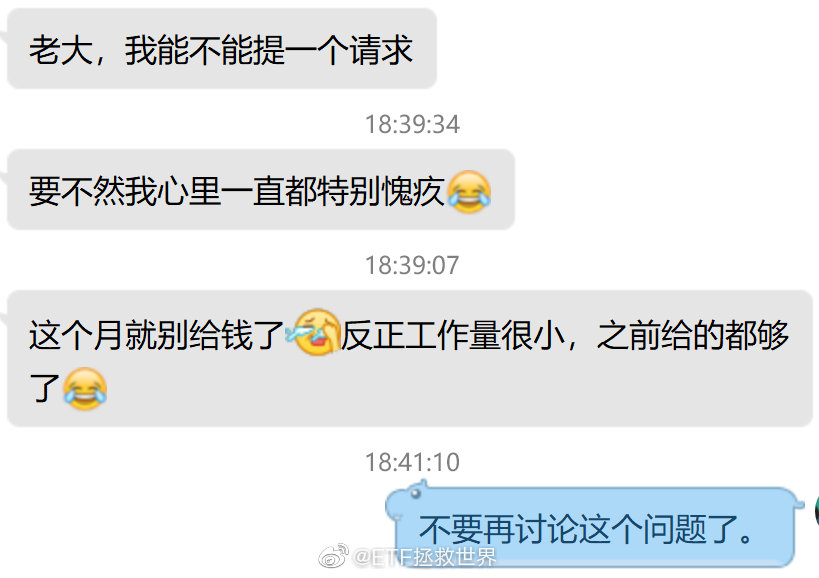 老大，我能不能提一个请求
18:39:34
要不然我心里一直都特别愧疚😂
18:39:07
这个月就别给钱了😭反正工作量很小，之前给的都够
了😂
18:41:10
不要再讨论这个问题了。
@ETF拯救世界